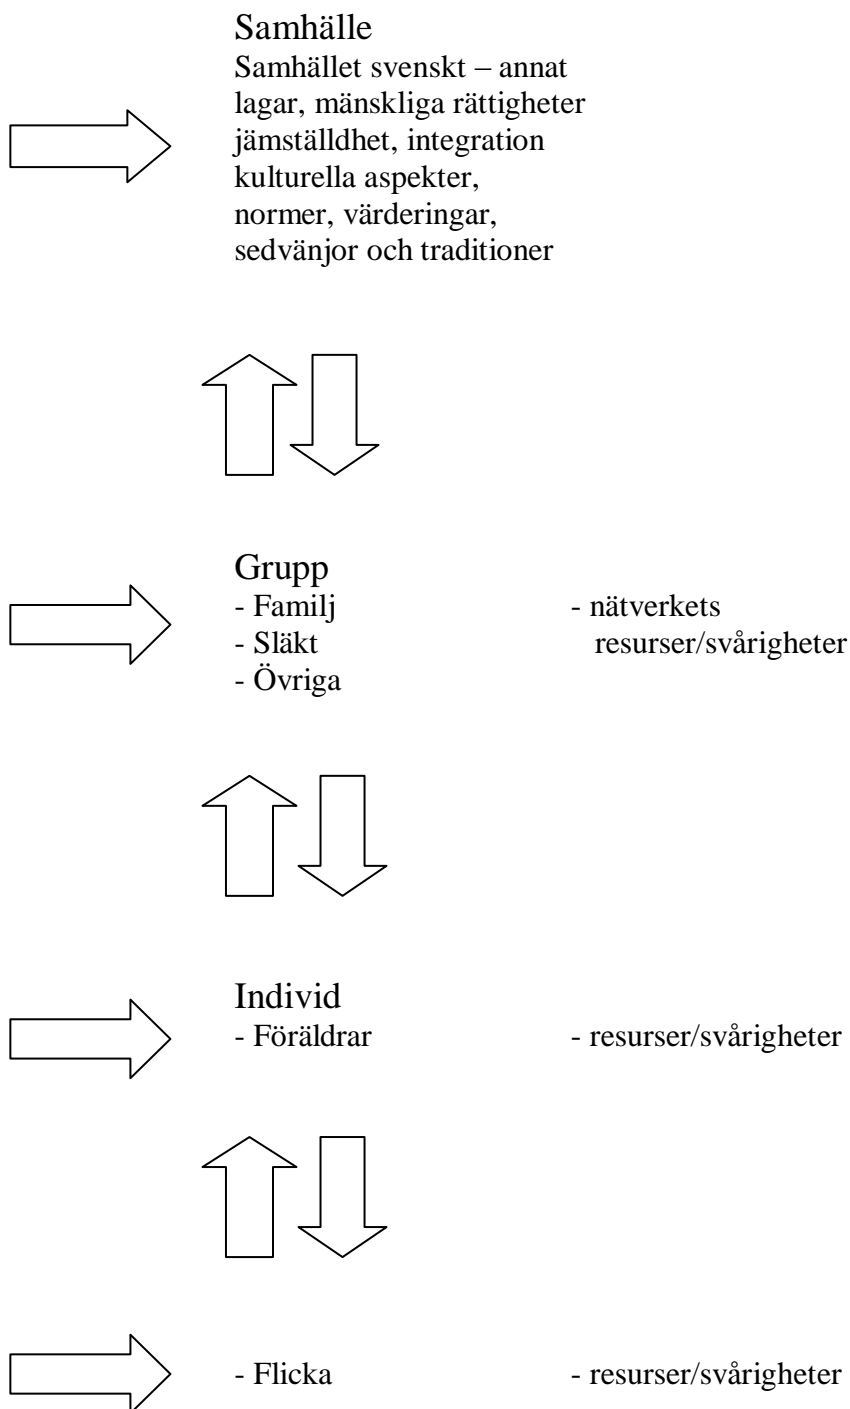 Samhälle
Samhället svenskt – annat
lagar, mänskliga rättigheter
jämställdhet, integration
kulturella aspekter,
normer, värderingar,
sedvänjor och traditioner
Grupp
- Familj - nätverkets
- Släkt resurser/svårigheter
- Övriga
Individ
- Föräldrar - resurser/svårigheter
- Flicka - resurser/svårigheter